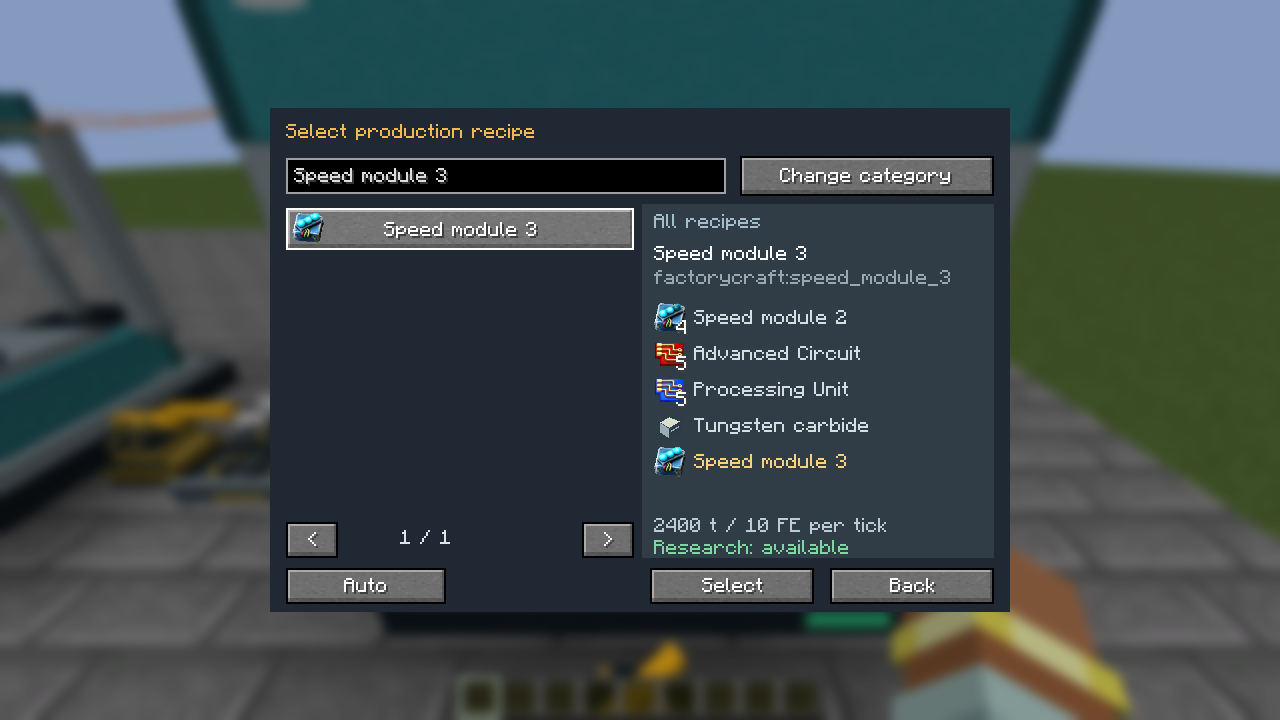 Select production recipe
Speed module 3
Change category
Speed module 3
All recipes
Speed module 3
factorycraft:speed_module_3
4 Speed module 2
5 Advanced Circuit
5 Processing Unit
Tungsten carbide
Speed module 3
2400 t / 10 FE per tick
Research: available
< 1 / 1 >
Auto
Select
Back